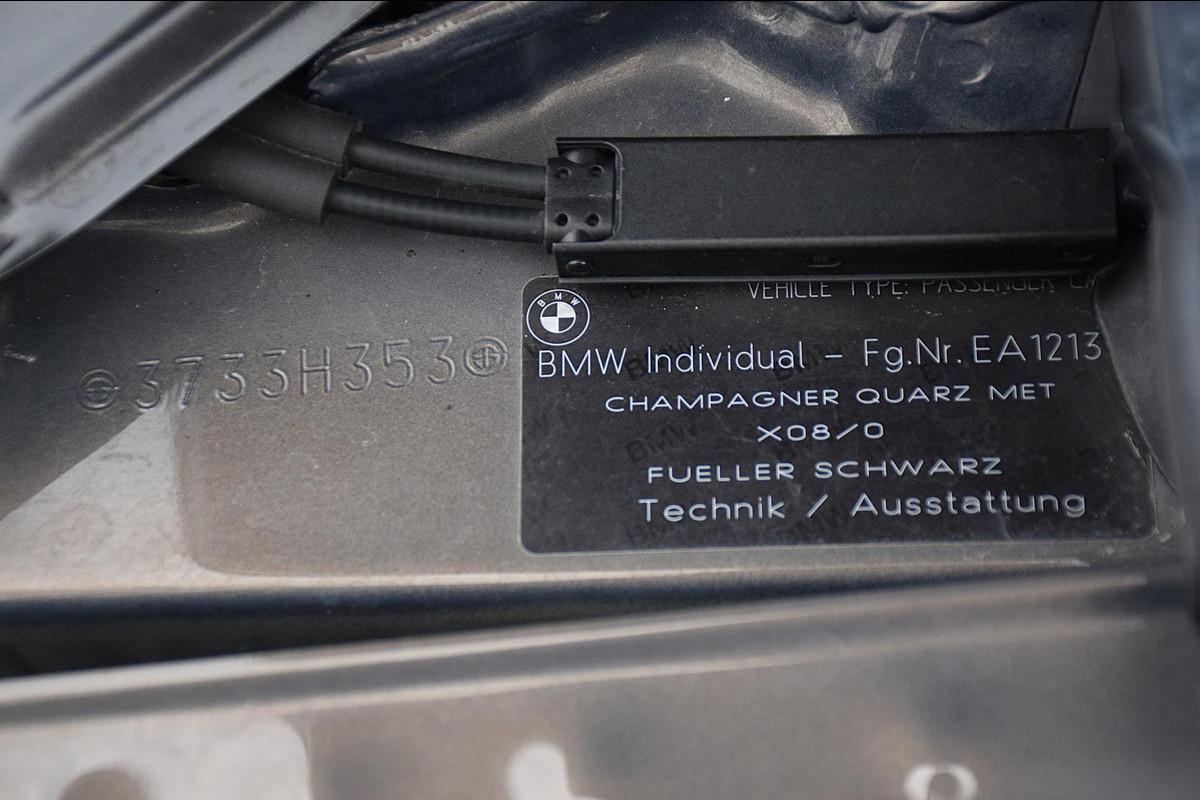 VEHICLE TYPE: PASSENGER
BMW
BMW Individual – Fg.Nr. EA1213
CHAMPAGNER QUARZ MET
X08/0
FUELLER SCHWARZ
Technik / Ausstattung
3733H353